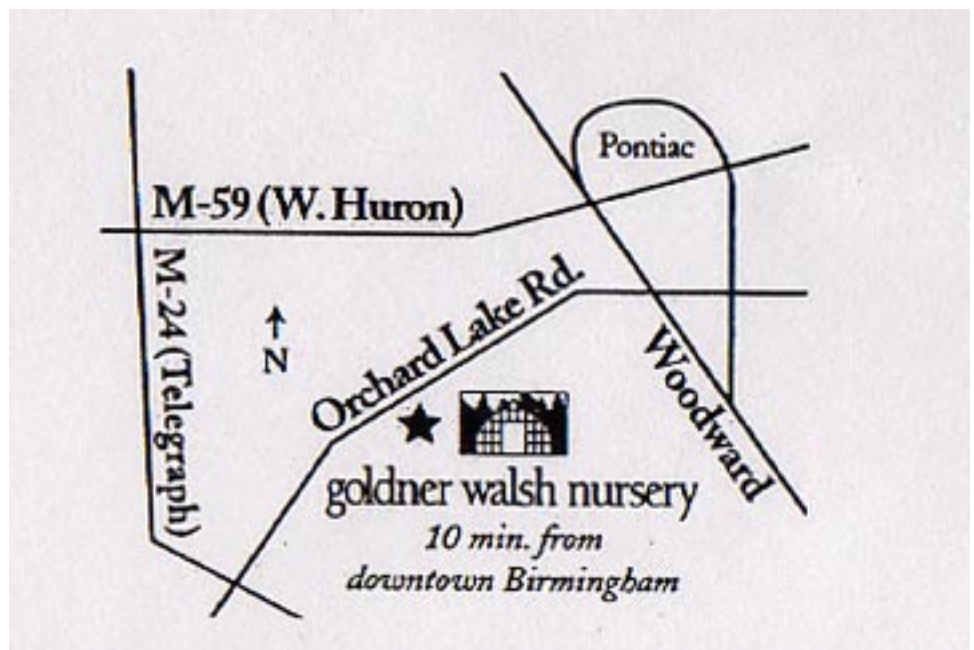 Pontiac
M-59 (W. Huron)
M-24 (Telegraph)
N
Orchard Lake Rd.
Woodward
goldner walsh nursery
10 min. from
downtown Birmingham